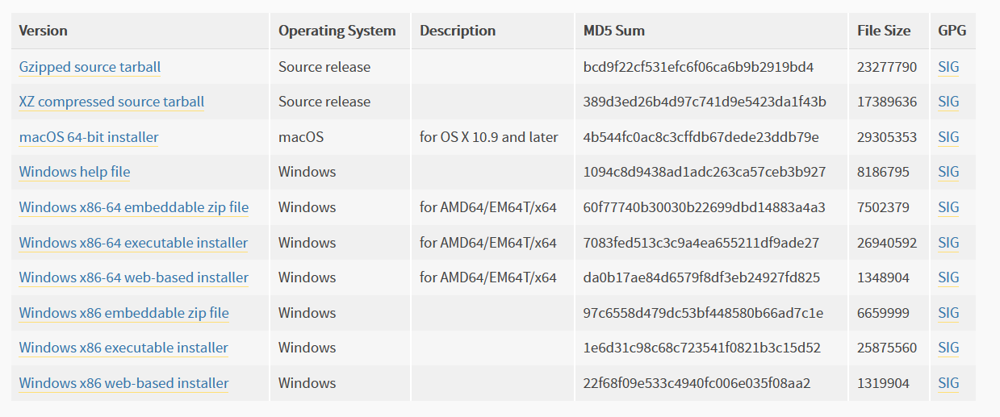 Version Operating System Description MD5 Sum File Size GPG
Gzipped source tarball Source release bcd9f22cf531efc6f06ca6b9b2919bd4 23277790 SIG
XZ compressed source tarball Source release 389d3ed26b4d97c741d9e5423da1f43b 17389636 SIG
macOS 64-bit installer macOS for OS X 10.9 and later 4b544fc0ac8c3cffdb67dede23ddb79e 29305353 SIG
Windows help file Windows 1094c8d9438ad1adc263ca57ceb3b927 8186795 SIG
Windows x86-64 embeddable zip file Windows for AMD64/EM64T/x64 60f77740b30030b22699dbd14883a4a3 7502379 SIG
Windows x86-64 executable installer Windows for AMD64/EM64T/x64 7083fed513c3c9a4ea655211df9ade27 26940592 SIG
Windows x86-64 web-based installer Windows for AMD64/EM64T/x64 da0b17ae84d6579f8df3eb24927fd825 1348904 SIG
Windows x86 embeddable zip file Windows 97c6558d479dc53bf448580b66ad7c1e 6659999 SIG
Windows x86 executable installer Windows 1e6d31c98c68c723541f0821b3c15d52 25875560 SIG
Windows x86 web-based installer Windows 22f68f09e533c4940fc006e035f08aa2 1319904 SIG